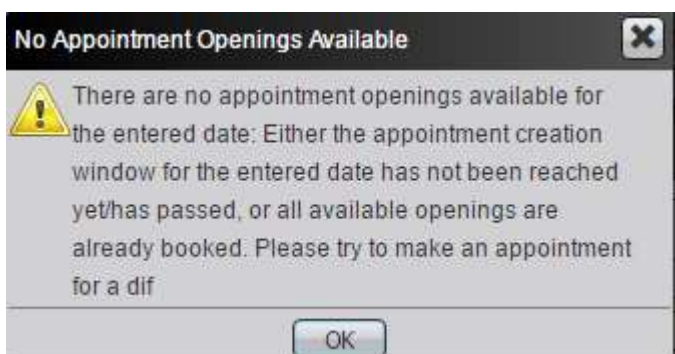 No Appointment Openings Available
There are no appointment openings available for
the entered date: Either the appointment creation
window for the entered date has not been reached
yet/has passed, or all available openings are
already booked. Please try to make an appointment
for a dif
OK